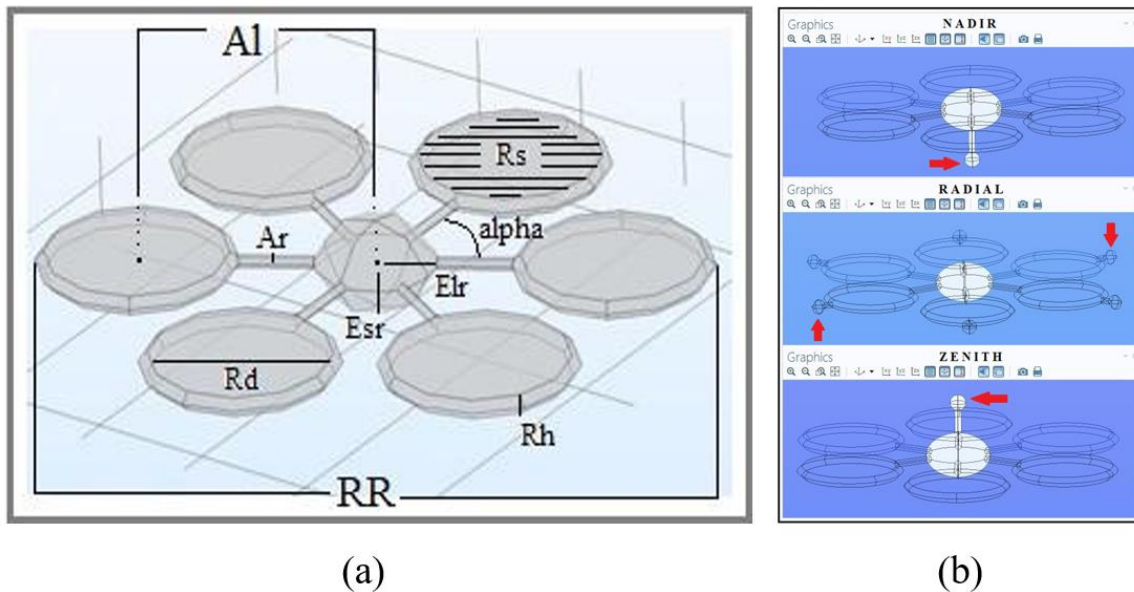 Al
Rs
alpha
Ar
Elr
Esr
Rd
Rh
RR
(a)
Graphics NADIR
Graphics RADIAL
Graphics ZENITH
(b)